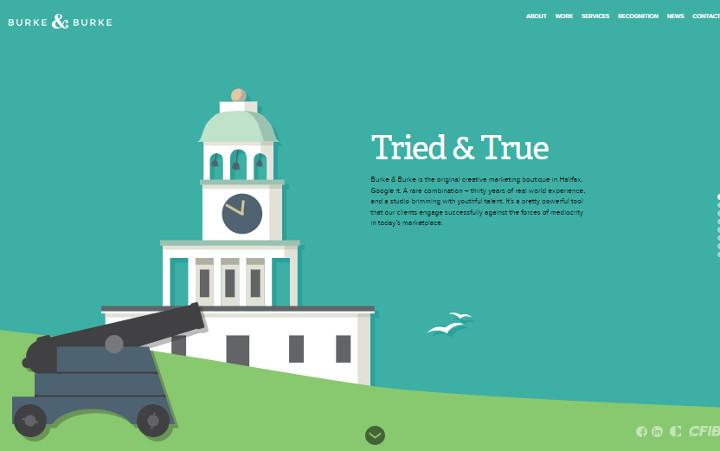 BURKE & BURKE
ABOUT WORK SERVICES RECOGNITION NEWS CONTACT
Tried & True
Burke & Burke is the original creative marketing boutique in Halifax.
Google it. A rare combination – thirty years of real world experience,
and a studio brimming with youthful talent. It's a pretty powerful tool
that our clients engage successfully against the forces of mediocrity
in today's marketplace.
CFIB